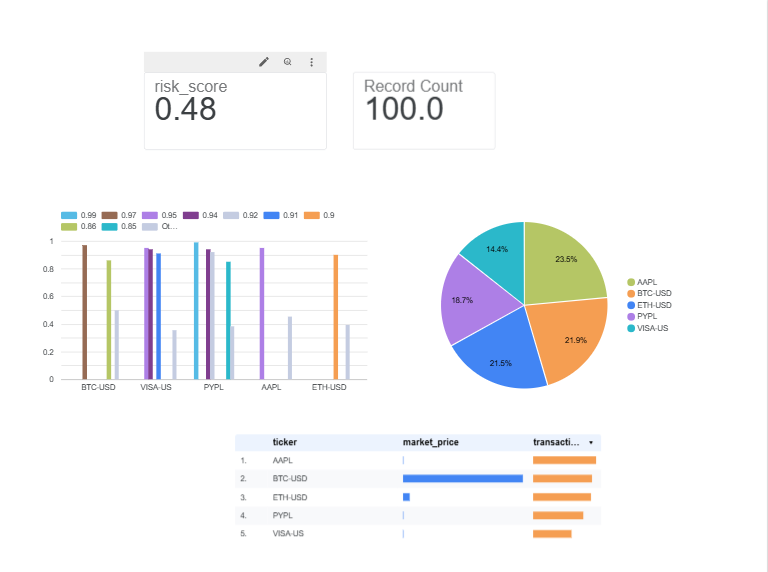 risk_score
0.48
Record Count
100.0
0.99 0.97 0.95 0.94 0.92 0.91 0.9
0.86 0.85 Ot…
1
0.8
0.6
0.4
0.2
0
BTC-USD VISA-US PYPL AAPL ETH-USD
23.5%
21.9%
21.5%
18.7%
14.4%
AAPL
BTC-USD
ETH-USD
PYPL
VISA-US
ticker market_price transacti…
1. AAPL
2. BTC-USD
3. ETH-USD
4. PYPL
5. VISA-US